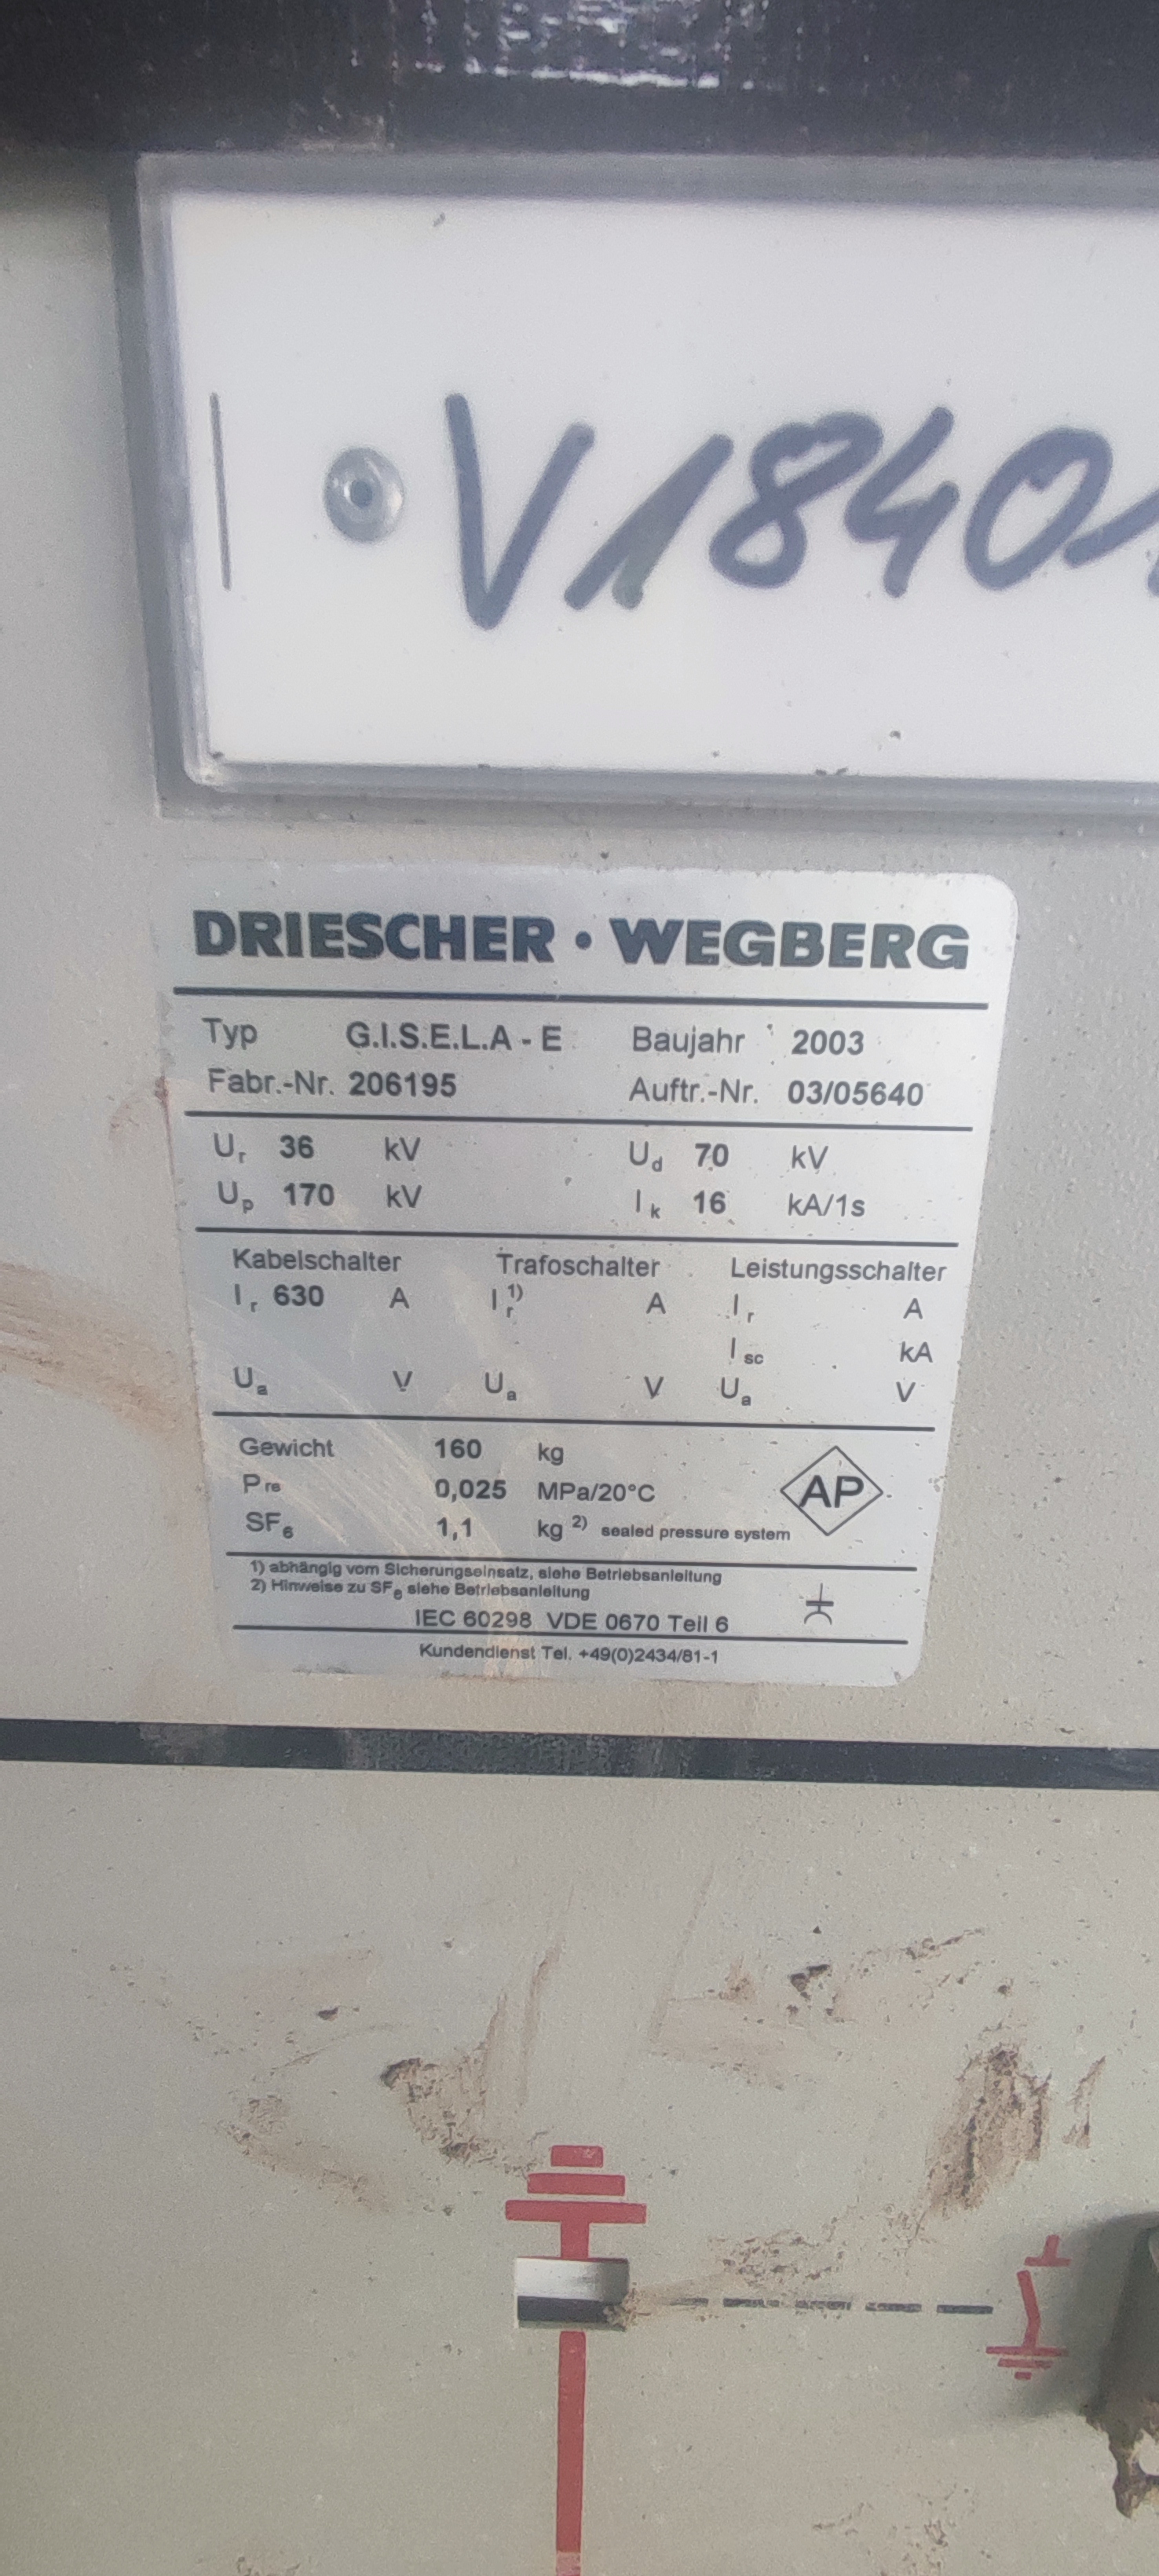 V1840
DRIESCHER • WEGBERG
Typ G.I.S.E.L.A - E Baujahr 2003
Fabr.-Nr. 206195 Auftr.-Nr. 03/05640
Ur 36 kV Ud 70 kV
Up 170 kV Ik 16 kA/1s
Kabelschalter Trafoschalter Leistungsschalter
Ir 630 A Ir 1) A Ir A
Isc kA
Ua V Ua V Ua V
Gewicht 160 kg
Pre 0,025 MPa/20°C AP
SF6 1,1 kg 2) sealed pressure system
1) abhängig vom Sicherungseinsatz, siehe Betriebsanleitung
2) Hinweise zu SF6 siehe Betriebsanleitung
IEC 60298 VDE 0670 Teil 6
Kundendienst Tel. +49(0)2434/81-1